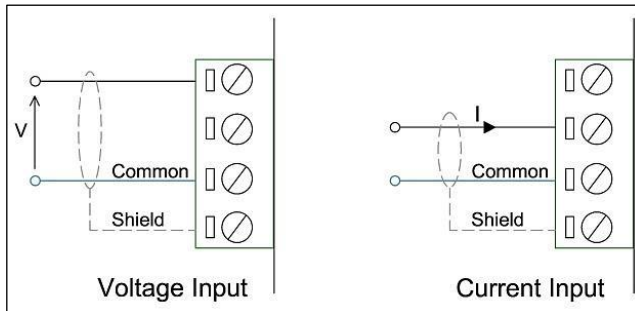 V
Common
Shield
Voltage Input
I
Common
Shield
Current Input